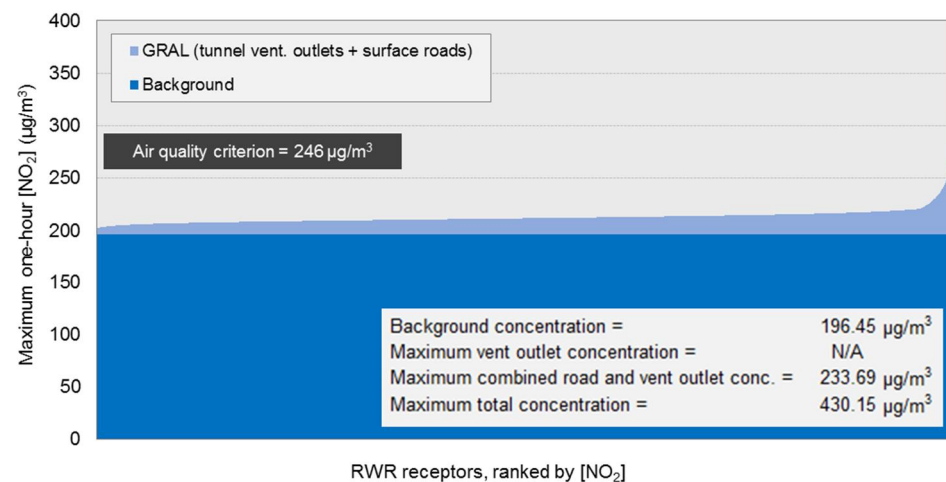 400
350
300
250
200
150
100
50
0
Maximum one-hour [NO₂] (µg/m³)
GRAL (tunnel vent. outlets + surface roads)
Background
Air quality criterion = 246 µg/m³
Background concentration = 196.45 µg/m³
Maximum vent outlet concentration = N/A
Maximum combined road and vent outlet conc. = 233.69 µg/m³
Maximum total concentration = 430.15 µg/m³
RWR receptors, ranked by [NO₂]